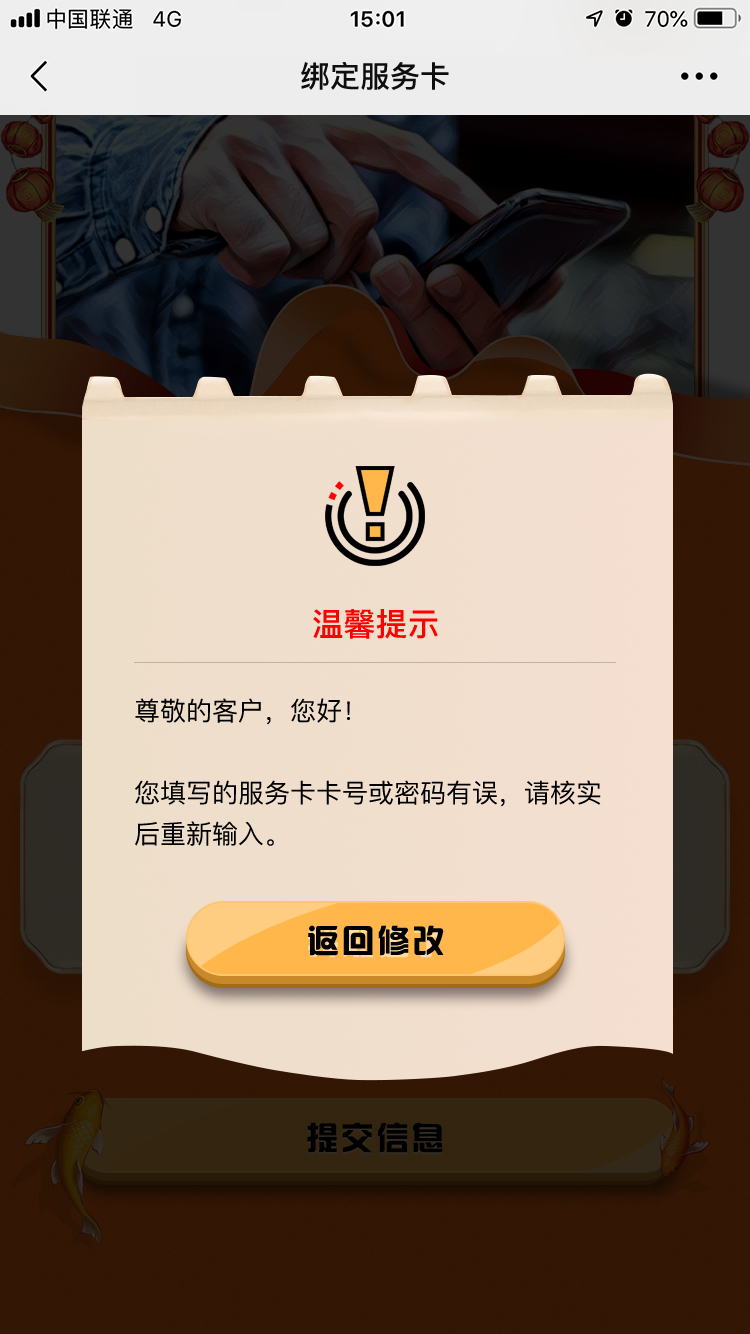 中国联通 4G 15:01 70%
绑定服务卡
温馨提示
尊敬的客户，您好！
您填写的服务卡卡号或密码有误，请核实
后重新输入。
返回修改
提交信息